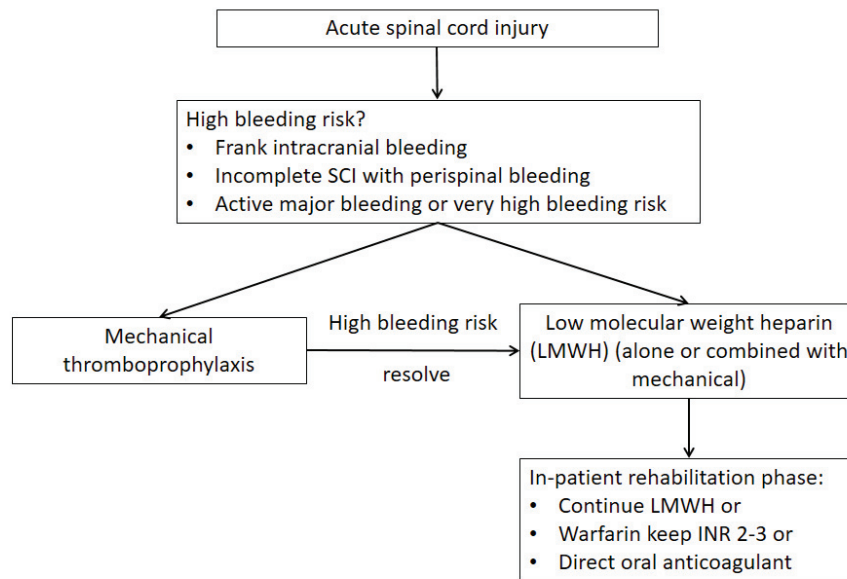 Acute spinal cord injury
High bleeding risk?
• Frank intracranial bleeding
• Incomplete SCI with perispinal bleeding
• Active major bleeding or very high bleeding risk
Mechanical
thromboprophylaxis
High bleeding risk
resolve
Low molecular weight heparin
(LMWH) (alone or combined with
mechanical)
In-patient rehabilitation phase:
• Continue LMWH or
• Warfarin keep INR 2-3 or
• Direct oral anticoagulant